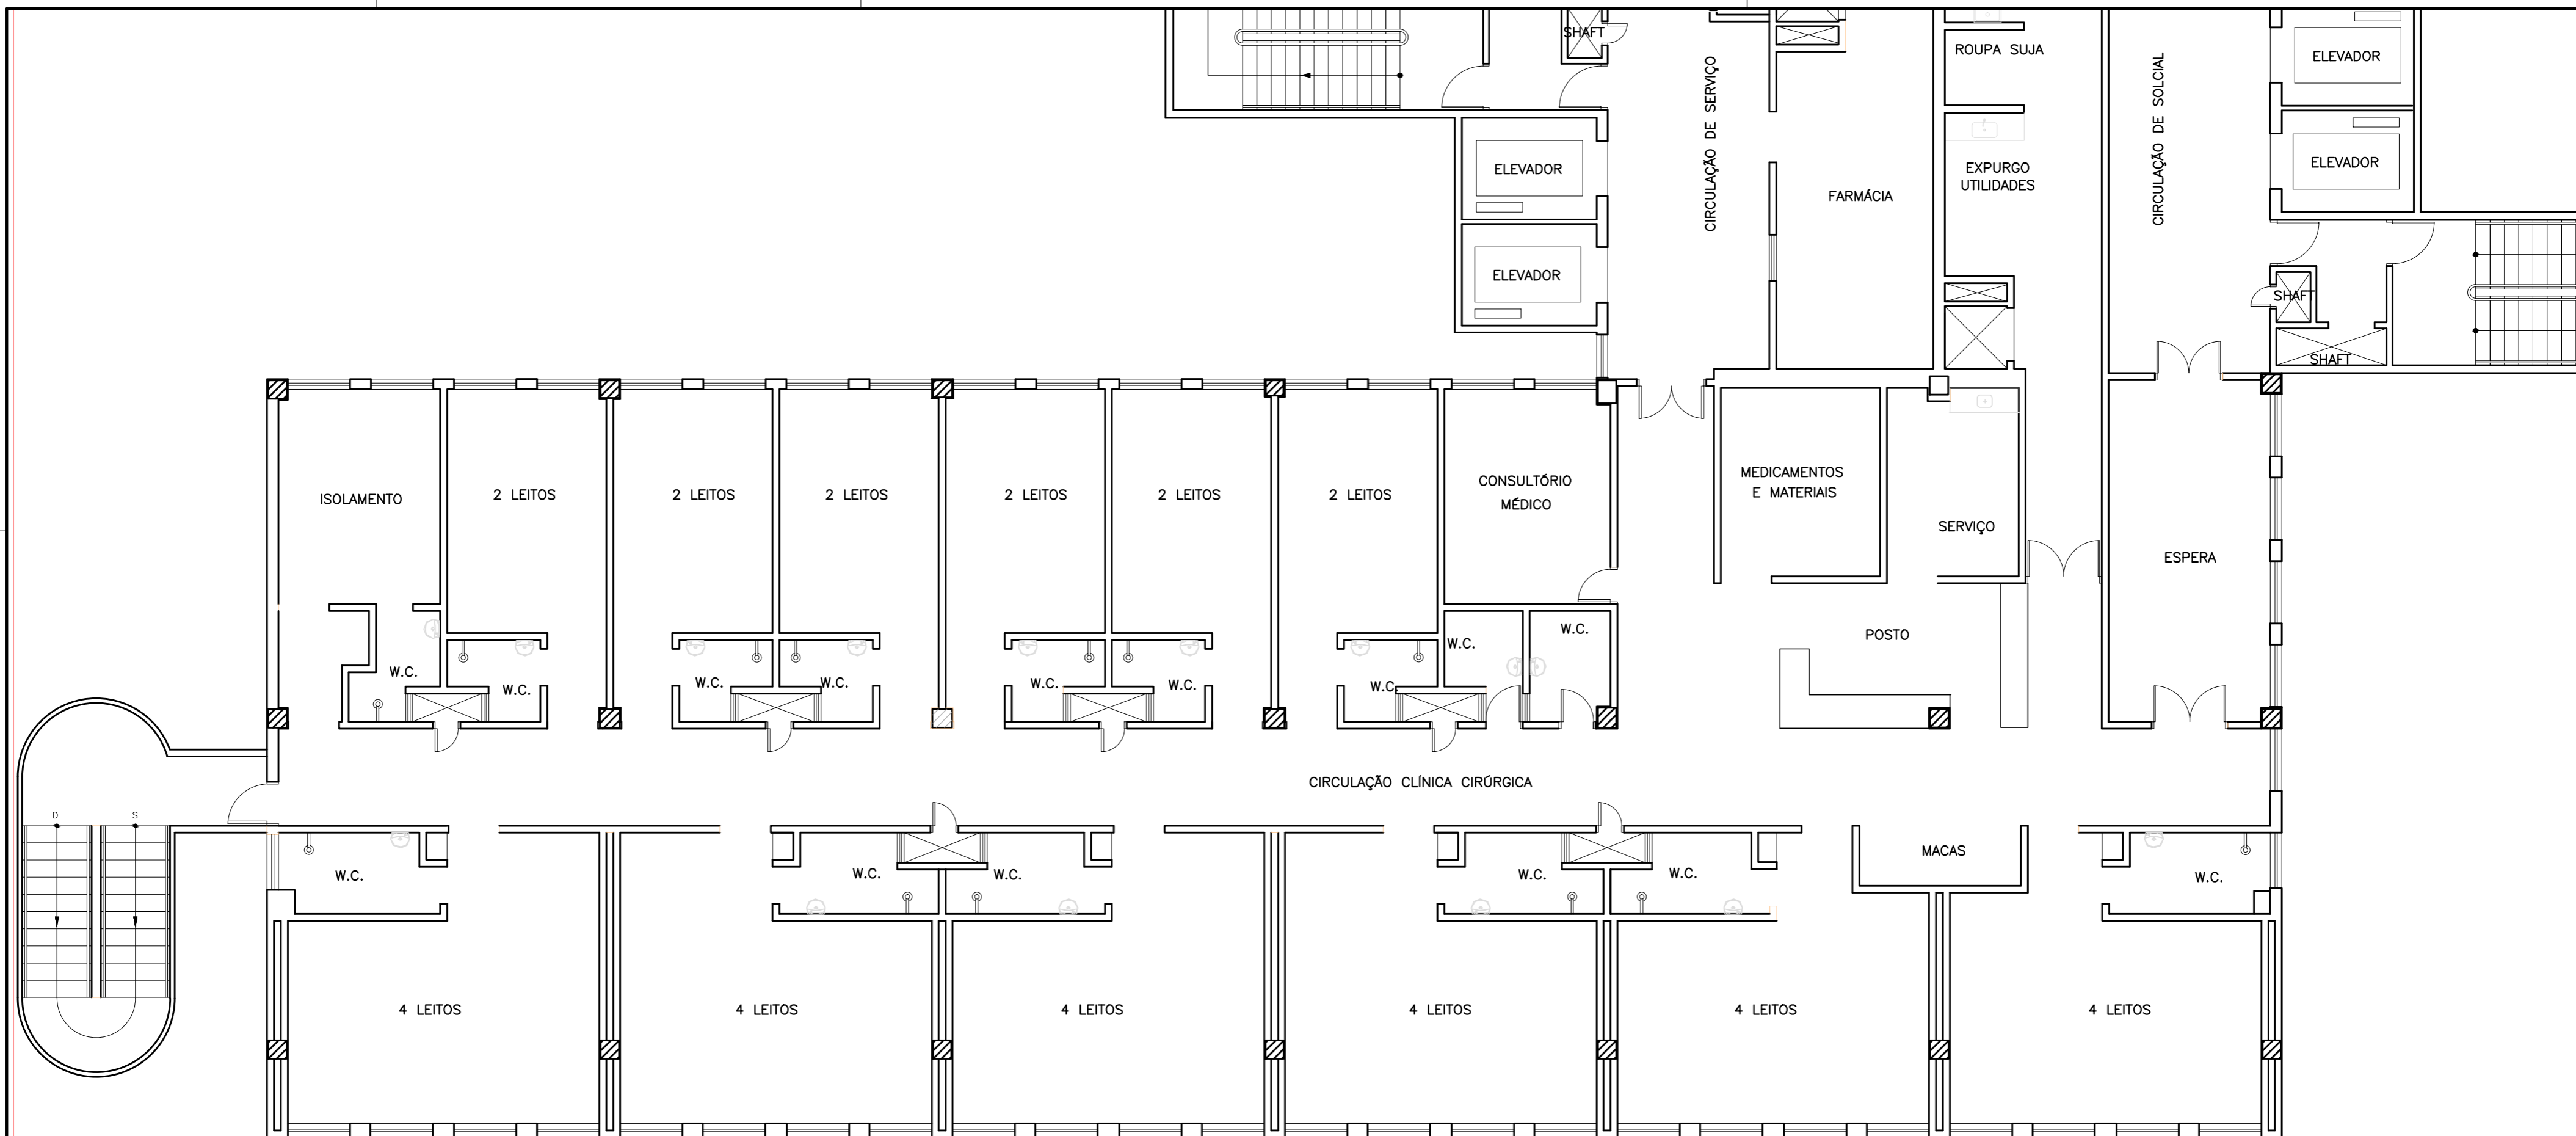 SHAFT
CIRCULAÇÃO DE SERVIÇO
ROUPA SUJA
CIRCULAÇÃO DE SOLCIAL
ELEVADOR
ELEVADOR
ELEVADOR
FARMÁCIA
EXPURGO
UTILIDADES
ELEVADOR
SHAFT
SHAFT
ISOLAMENTO
2 LEITOS
2 LEITOS
2 LEITOS
2 LEITOS
2 LEITOS
2 LEITOS
CONSULTÓRIO
MÉDICO
MEDICAMENTOS
E MATERIAIS
SERVIÇO
ESPERA
POSTO
W.C.
W.C.
W.C.
W.C.
W.C.
W.C.
W.C.
W.C.
W.C.
W.C.
CIRCULAÇÃO CLÍNICA CIRÚRGICA
D
S
W.C.
W.C.
W.C.
W.C.
W.C.
MACAS
W.C.
4 LEITOS
4 LEITOS
4 LEITOS
4 LEITOS
4 LEITOS
4 LEITOS